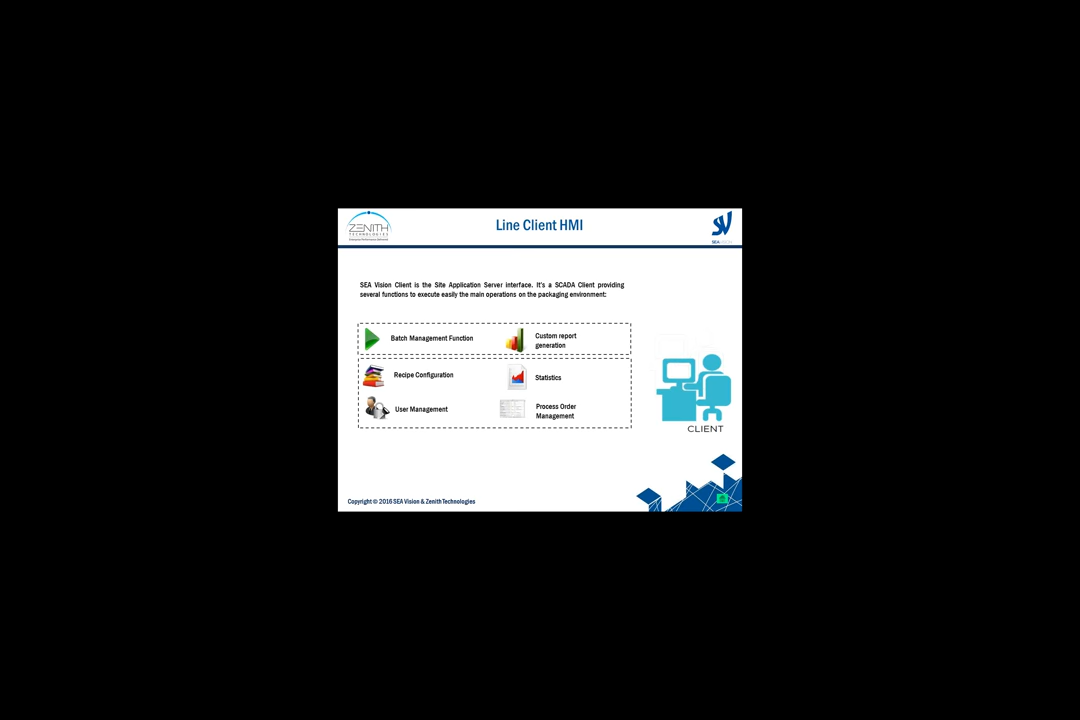 ZENITH
TECHNOLOGIES
Line Client HMI
SEA VISION
SEA Vision Client is the Site Application Server interface. It's a SCADA Client providing
several functions to execute easily the main operations on the packaging environment:
Batch Management Function
Custom report
generation
Recipe Configuration
Statistics
User Management
Process Order
Management
CLIENT
Copyright © 2016 SEA Vision & Zenith Technologies